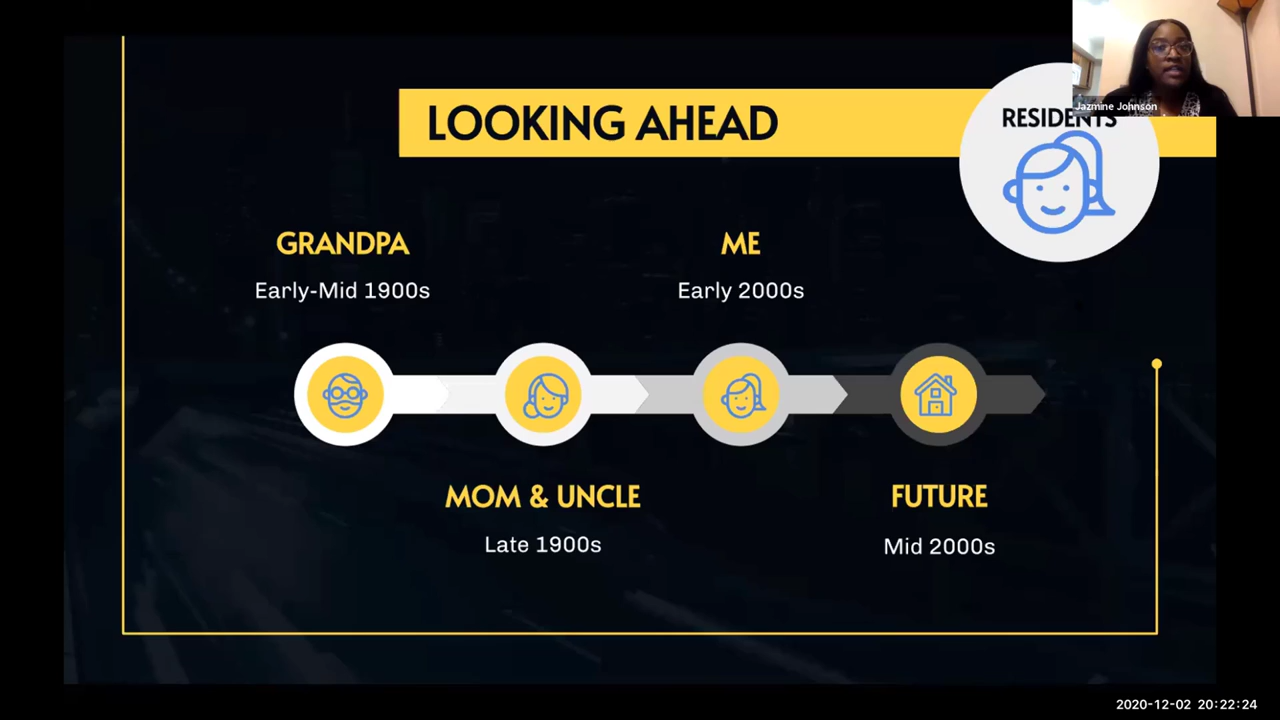 Jazmine Johnson
LOOKING AHEAD
RESIDENTS
GRANDPA
Early-Mid 1900s
ME
Early 2000s
MOM & UNCLE
Late 1900s
FUTURE
Mid 2000s
2020-12-02 20:22:24